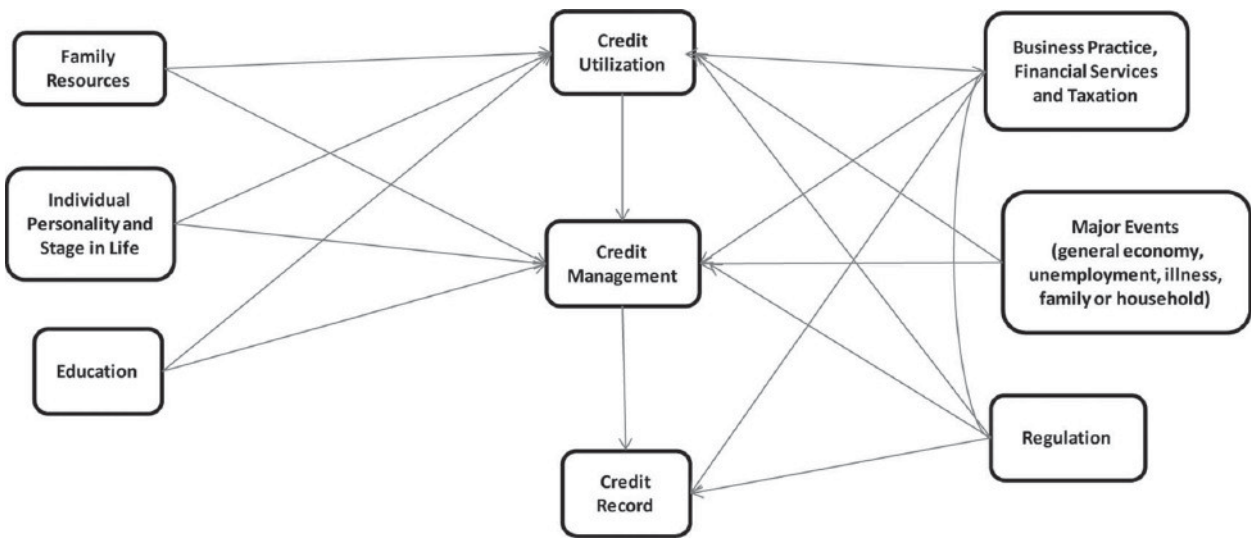 Family
Resources
Individual
Personality and
Stage in Life
Education
Credit
Utilization
Credit
Management
Credit
Record
Business Practice,
Financial Services
and Taxation
Major Events
(general economy,
unemployment, illness,
family or household)
Regulation